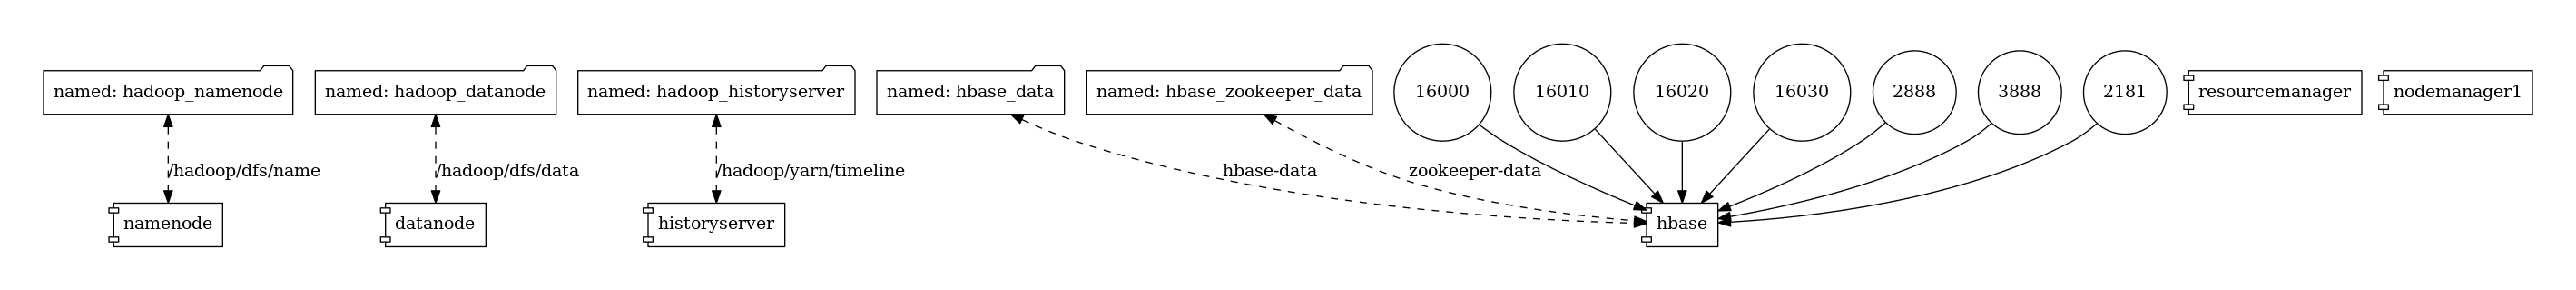 named: hadoop_namenode
named: hadoop_datanode
named: hadoop_historyserver
named: hbase_data
named: hbase_zookeeper_data
16000
16010
16020
16030
2888
3888
2181
resourcemanager
nodemanager1
/hadoop/dfs/name
/hadoop/dfs/data
/hadoop/yarn/timeline
hbase-data
zookeeper-data
namenode
datanode
historyserver
hbase